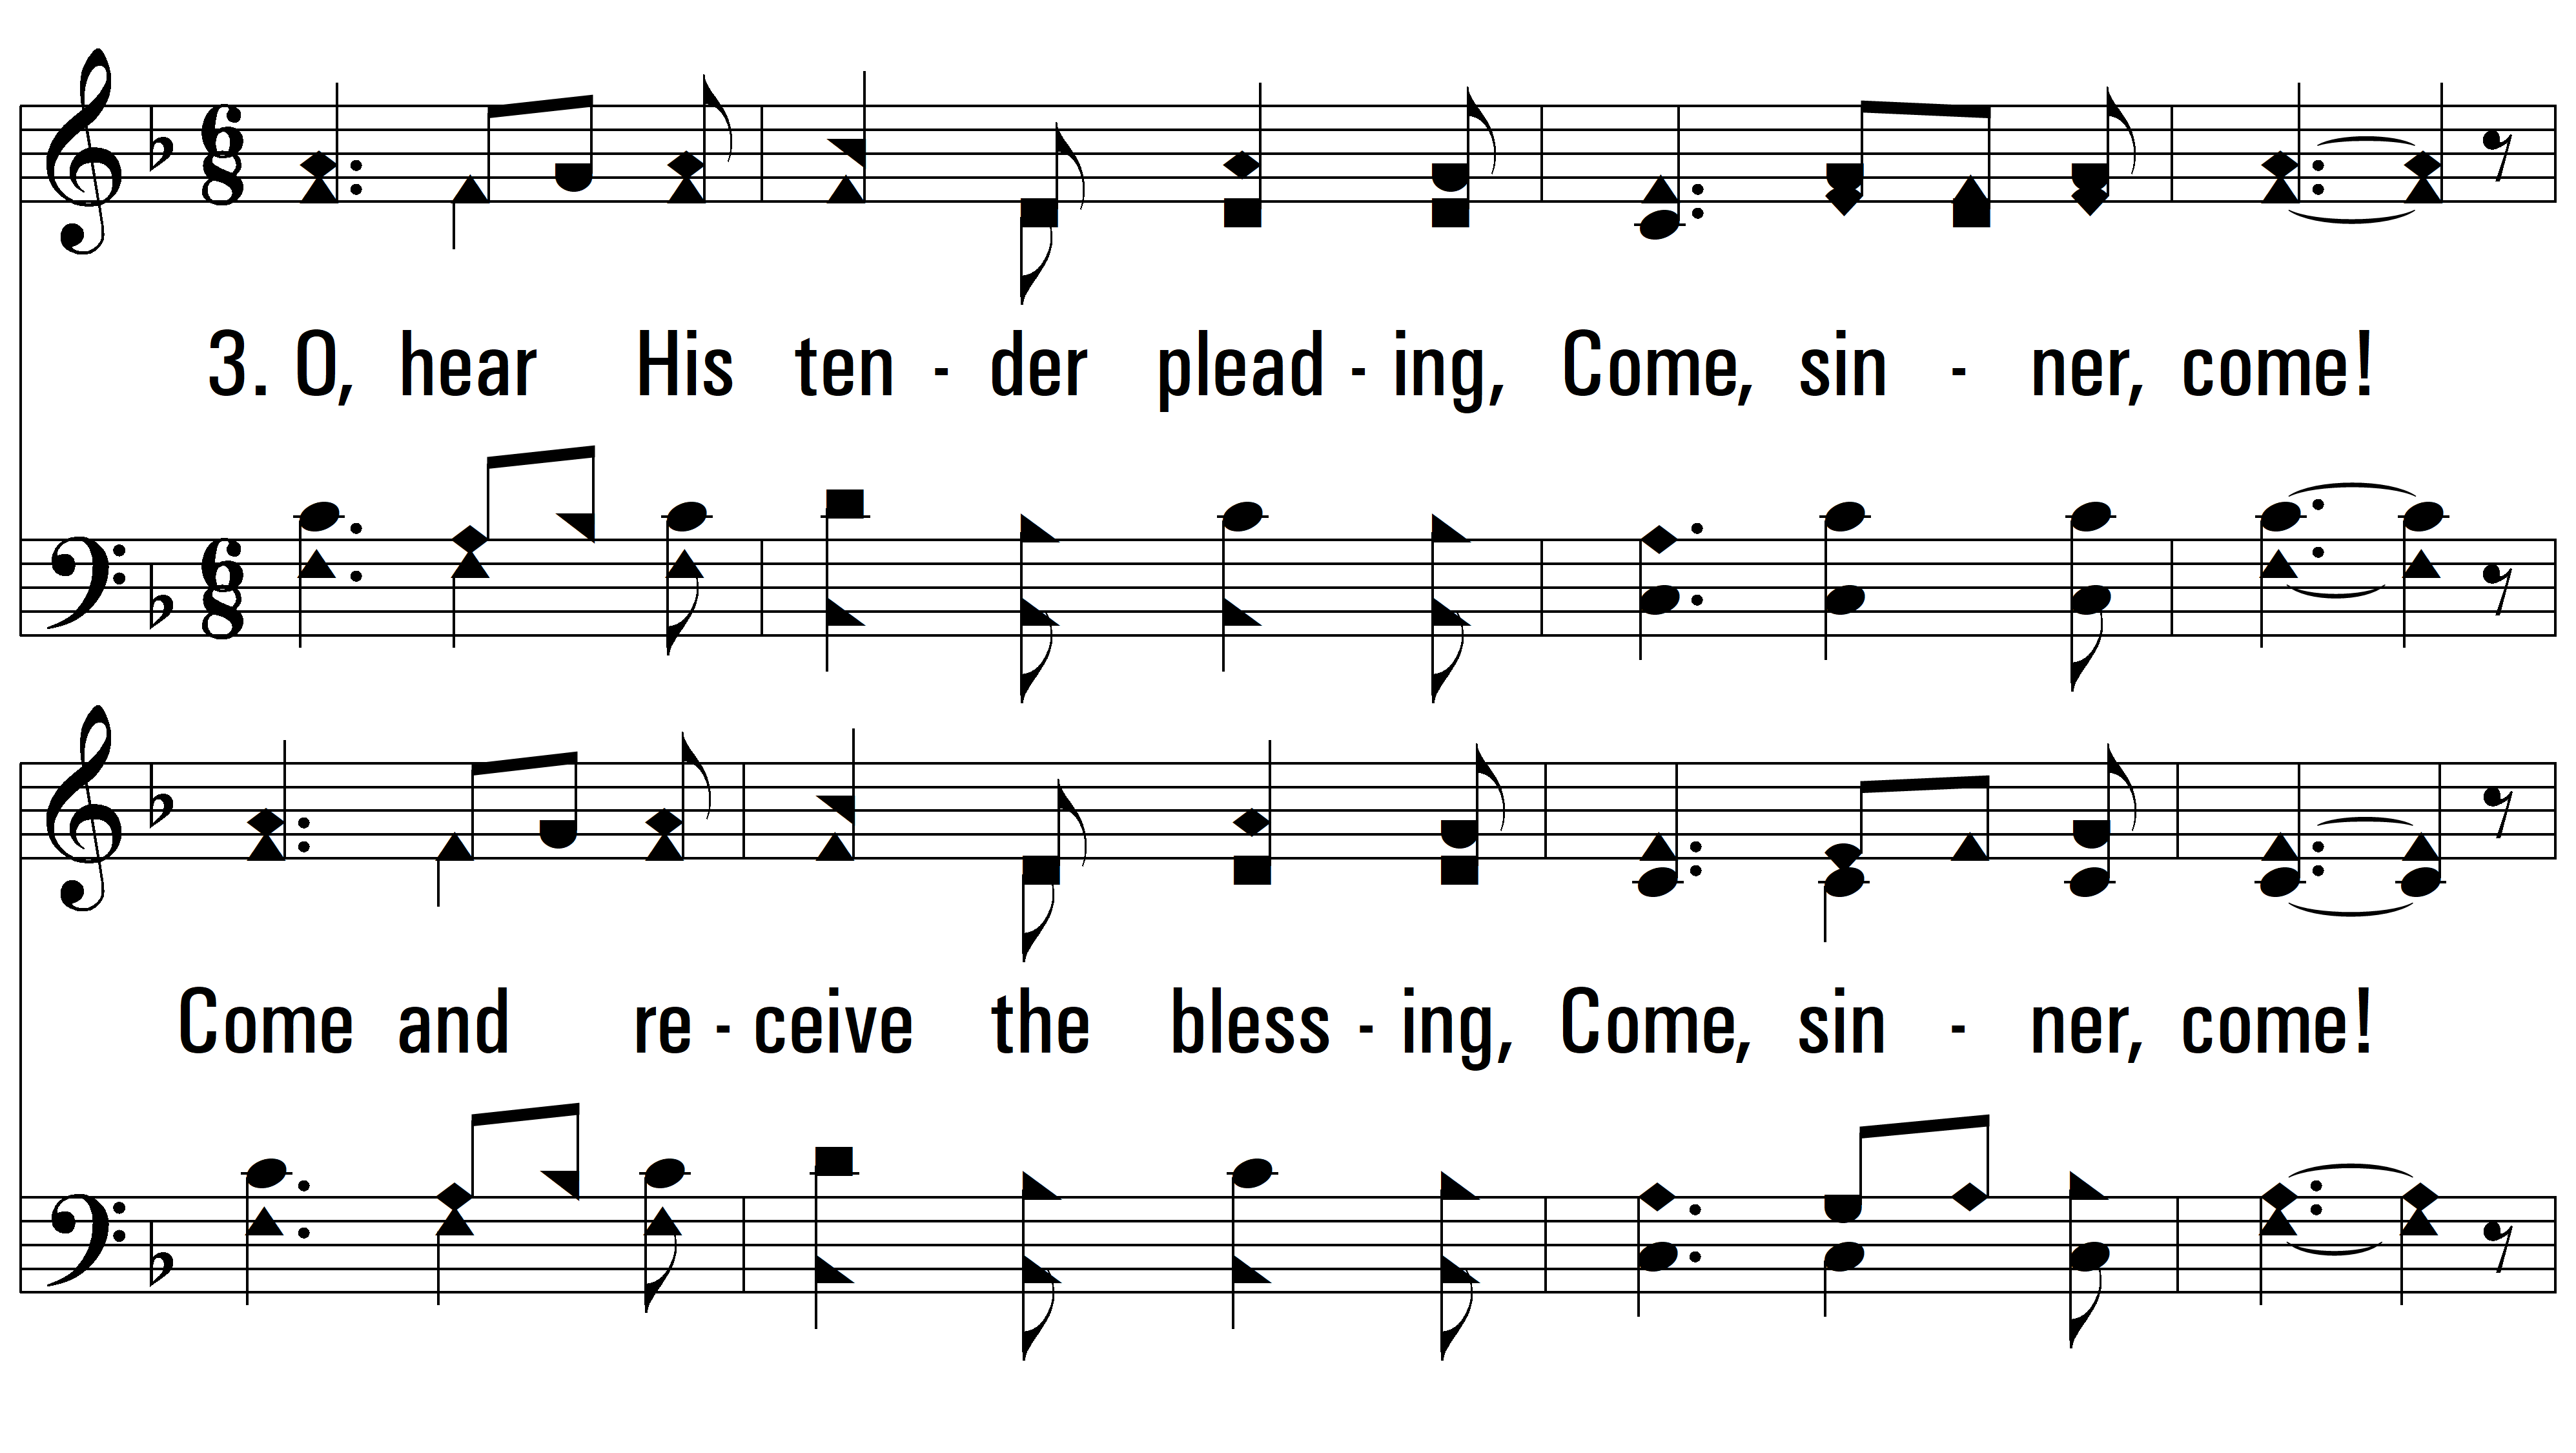 3. O, hear His ten - der plead - ing, Come, sin - ner, come!
Come and re - ceive the bless - ing, Come, sin - ner, come!